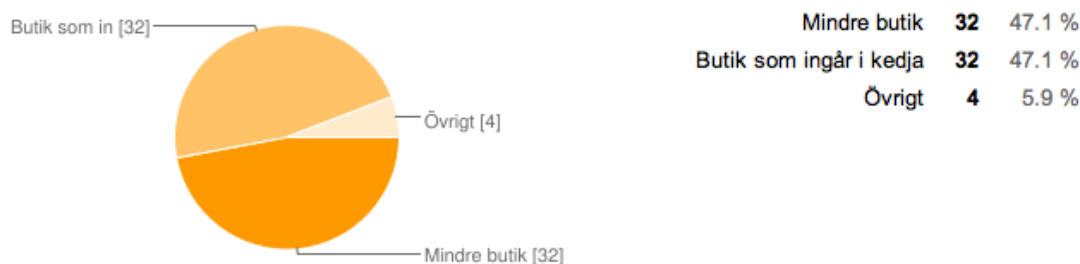 Butik som in [32]
Övrigt [4]
Mindre butik [32]
Mindre butik 32 47.1 %
Butik som ingår i kedja 32 47.1 %
Övrigt 4 5.9 %